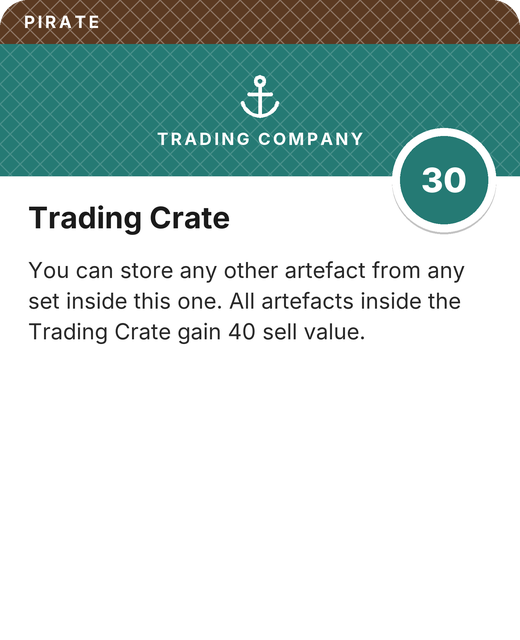 PIRATE
TRADING COMPANY
30
Trading Crate
You can store any other artefact from any
set inside this one. All artefacts inside the
Trading Crate gain 40 sell value.